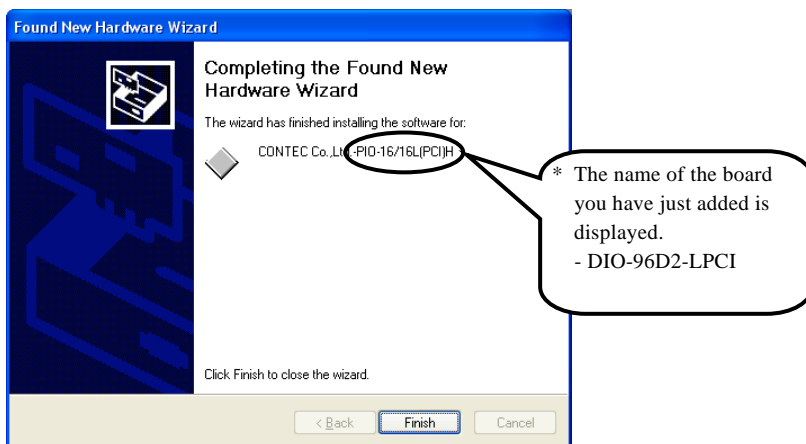 Found New Hardware Wizard
Completing the Found New
Hardware Wizard
The wizard has finished installing the software for:
CONTEC Co.,Ltd.-PIO-16/16L(PCI)H
* The name of the board
you have just added is
displayed.
- DIO-96D2-LPCI
Click Finish to close the wizard.
< Back
Finish
Cancel